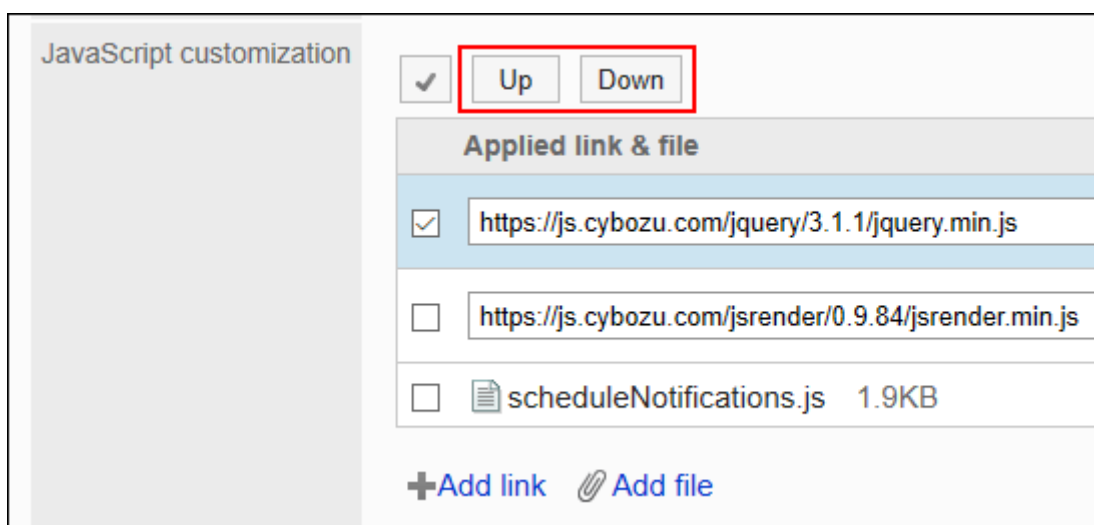 JavaScript customization
Up Down
Applied link & file
https://js.cybozu.com/jquery/3.1.1/jquery.min.js
https://js.cybozu.com/jsrender/0.9.84/jsrender.min.js
scheduleNotifications.js 1.9KB
Add link Add file